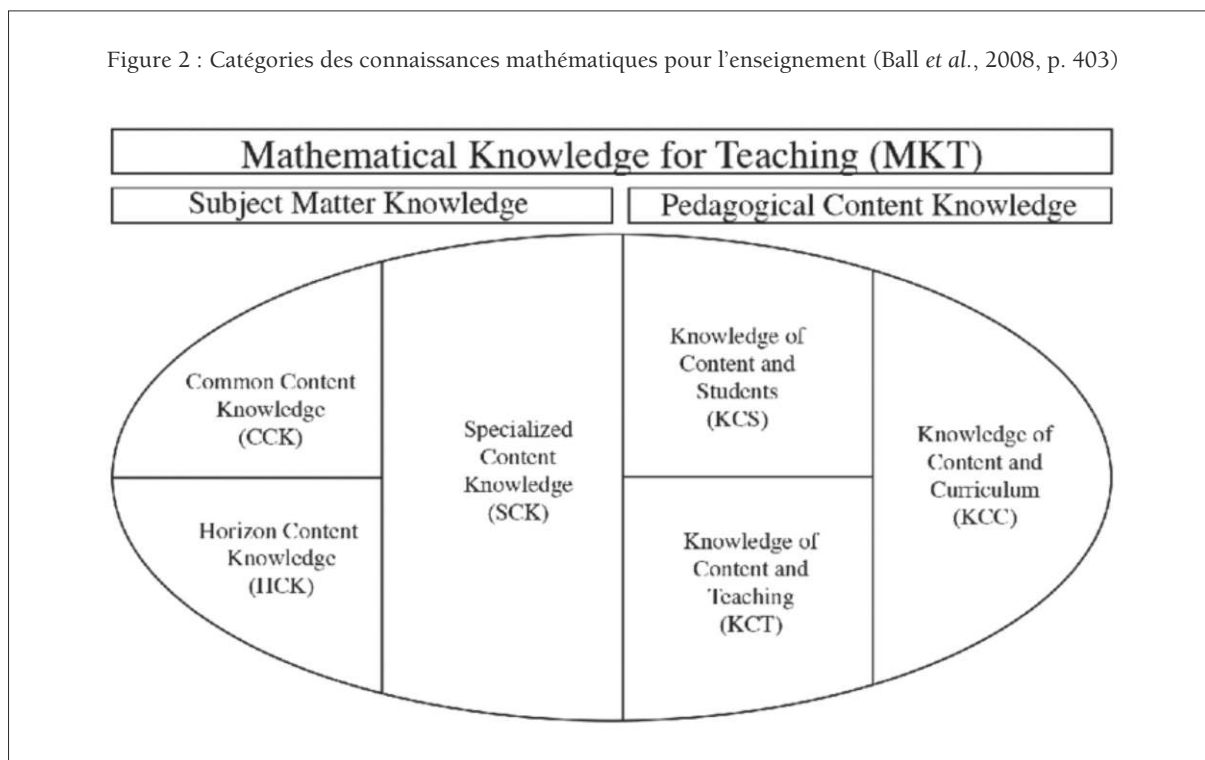 Figure 2 : Catégories des connaissances mathématiques pour l'enseignement (Ball et al., 2008, p. 403)
Mathematical Knowledge for Teaching (MKT)
Subject Matter Knowledge
Pedagogical Content Knowledge
Common Content
Knowledge
(CCK)
Horizon Content
Knowledge
(HCK)
Specialized
Content
Knowledge
(SCK)
Knowledge of
Content and
Students
(KCS)
Knowledge of
Content and
Teaching
(KCT)
Knowledge of
Content and
Curriculum
(KCC)